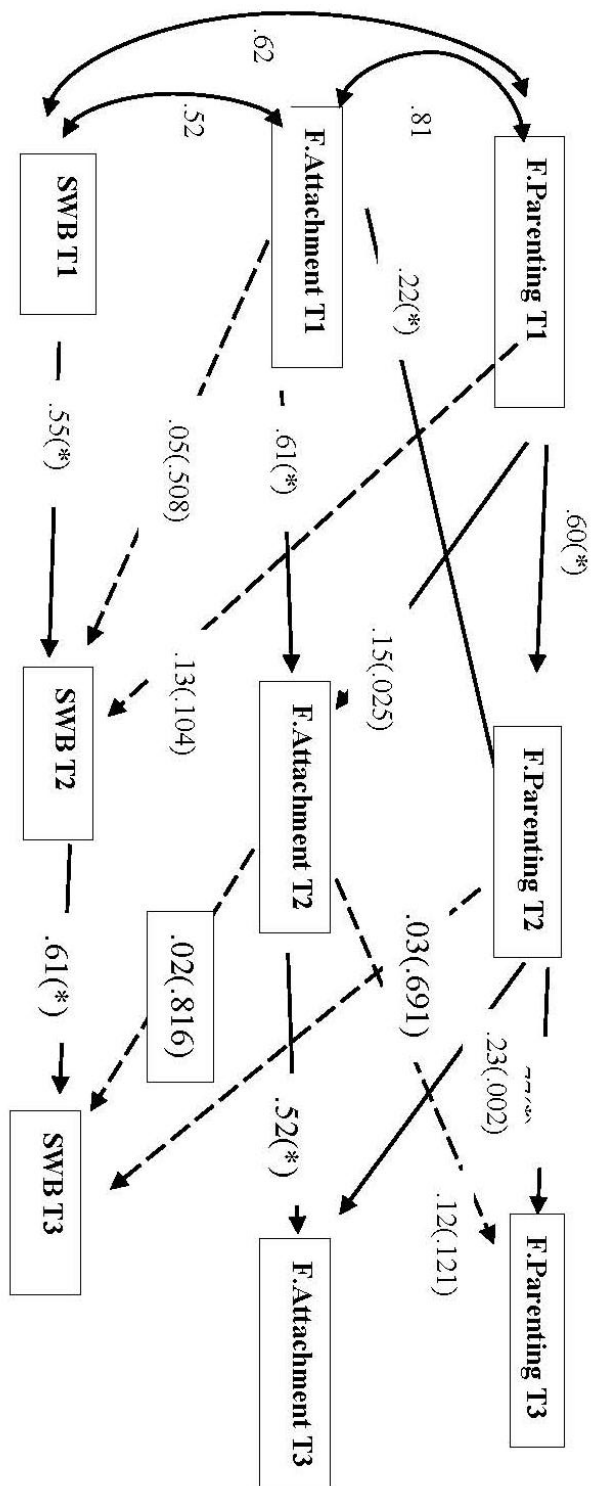 F.Parenting T1
.60(*)
F.Parenting T2
F.Parenting T3
.81
.22(*)
.15(.025)
.03(.691)
.23(.002)
.12(.121)
.62
F.Attachment T1
.61(*)
F.Attachment T2
.52(*)
F.Attachment T3
.52
.05(.508)
.13(.104)
.02(.816)
SWB T1
.55(*)
SWB T2
.61(*)
SWB T3